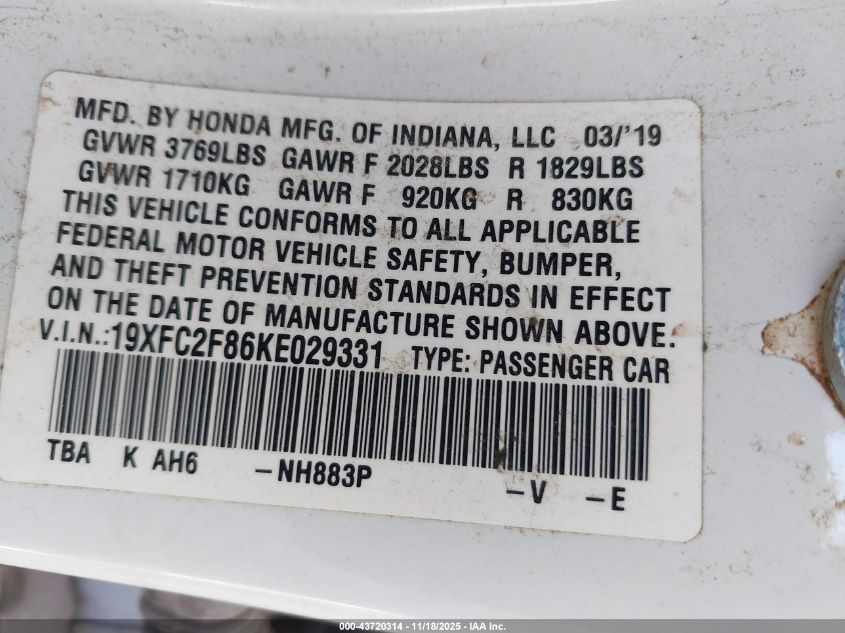 MFD. BY HONDA MFG. OF INDIANA, LLC 03/'19
GVWR 3769LBS GAWR F 2028LBS R 1829LBS
GVWR 1710KG GAWR F 920KG R 830KG
THIS VEHICLE CONFORMS TO ALL APPLICABLE
FEDERAL MOTOR VEHICLE SAFETY, BUMPER,
AND THEFT PREVENTION STANDARDS IN EFFECT
ON THE DATE OF MANUFACTURE SHOWN ABOVE.
V.I.N.:19XFC2F86KE029331 TYPE: PASSENGER CAR
TBA K AH6 -NH883P -V -E
000-43720314 - 11/18/2025 - IAA Inc.